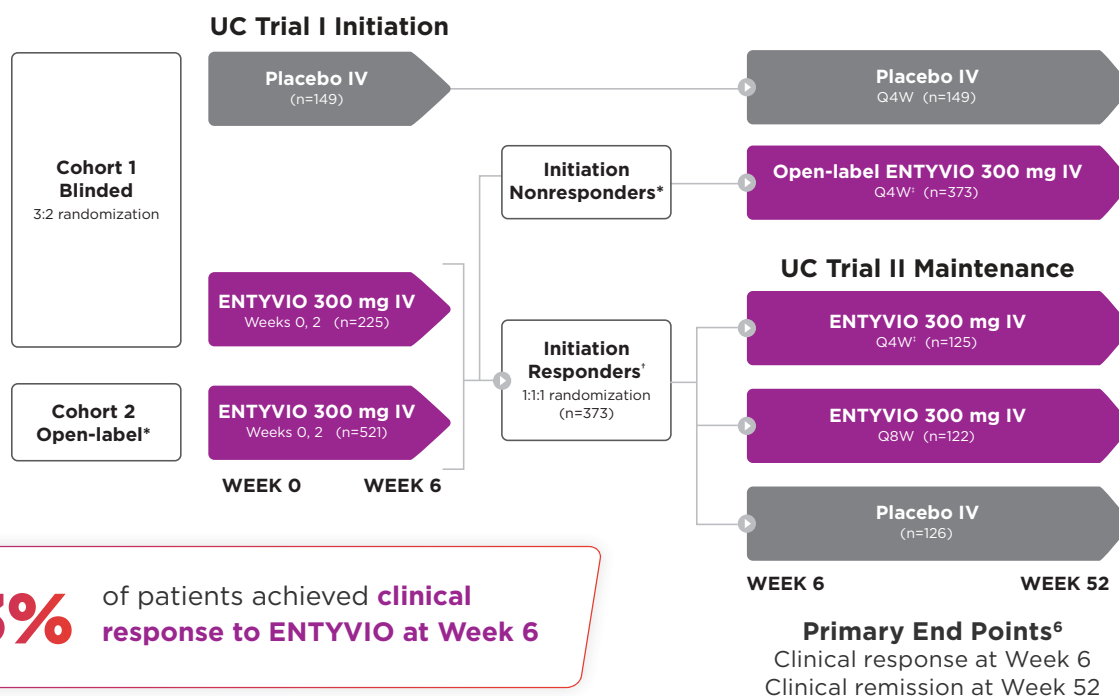 UC Trial I Initiation
Cohort 1
Blinded
3:2 randomization
Placebo IV
(n=149)
Placebo IV
Q4W (n=149)
Initiation
Nonresponders*
Open-label ENTYVIO 300 mg IV
Q4W‡ (n=373)
ENTYVIO 300 mg IV
Weeks 0, 2 (n=225)
Cohort 2
Open-label*
ENTYVIO 300 mg IV
Weeks 0, 2 (n=521)
WEEK 0 WEEK 6
Initiation
Responders†
1:1:1 randomization
(n=373)
UC Trial II Maintenance
ENTYVIO 300 mg IV
Q4W‡ (n=125)
ENTYVIO 300 mg IV
Q8W (n=122)
Placebo IV
(n=126)
WEEK 6 WEEK 52
Primary End Points⁶
Clinical response at Week 6
Clinical remission at Week 52
%
of patients achieved clinical
response to ENTYVIO at Week 6